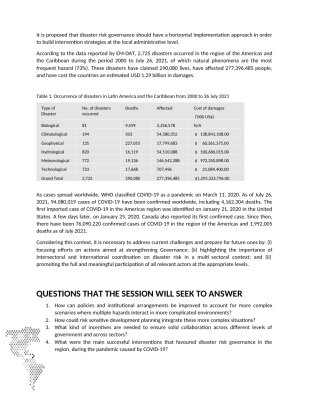 It is proposed that disaster risk governance should have a horizontal implementation approach in order
to build intervention strategies at the local administrative level.
According to the data reported by EM-DAT, 2,725 disasters occurred in the region of the Americas and
the Caribbean during the period 2000 to July 26, 2021, of which natural phenomena are the most
frequent hazard (73%). These disasters have claimed 290,088 lives, have affected 277,396,485 people,
and have cost the countries an estimated USD 1.29 billion in damages.
Table 1. Occurrence of disasters in Latin America and the Caribbean from 2000 to 26 July 2021
Type of Disaster No. of disasters occurred Deaths Affected Cost of damages ('000 US$)
Biological 81 9,599 3,256,578 N/A
Climatological 194 503 54,580,352 $ 138,841,108.00
Geophysical 135 227,055 17,799,683 $ 60,361,375.00
Hydrological 820 16,119 54,510,088 $ 100,686,015.00
Meteorological 772 19,136 146,542,288 $ 972,350,898.00
Technological 723 17,668 707,496 $ 21,084,400.00
Grand Total 2,725 290,088 277,396,485 $1,293,323,796.00
As cases spread worldwide, WHO classified COVID-19 as a pandemic on March 11, 2020. As of July 26,
2021, 94,080,019 cases of COVID-19 have been confirmed worldwide, including 4,162,304 deaths. The
first imported case of COVID-19 in the Americas region was identified on January 21, 2020 in the United
States. A few days later, on January 25, 2020, Canada also reported its first confirmed case. Since then,
there have been 76,090,220 confirmed cases of COVID-19 in the region of the Americas and 1,992,005
deaths as of July 27.
Considering this context, it is necessary to address current challenges and prepare for future ones by: (i)
focusing efforts on actions aimed at strengthening Governance; (ii) highlighting the importance of
intersectoral and international coordination on disaster risk in a multi sectoral context; and (iii)
promoting the full and meaningful participation of all relevant actors at the appropriate levels.
QUESTIONS THAT THE SESSION WILL SEEK TO ANSWER
1. How can policies and institutional arrangements be improved to account for more complex
scenarios where multiple hazards interact in more complicated environments?
2. How could risk sensitive development planning integrate these more complex situations?
3. What kind of incentives are needed to ensure solid collaboration across different levels of
government and across sectors?
4. What were the main successful interventions that favoured disaster risk governance in the
region, during the pandemic caused by COVID-19?